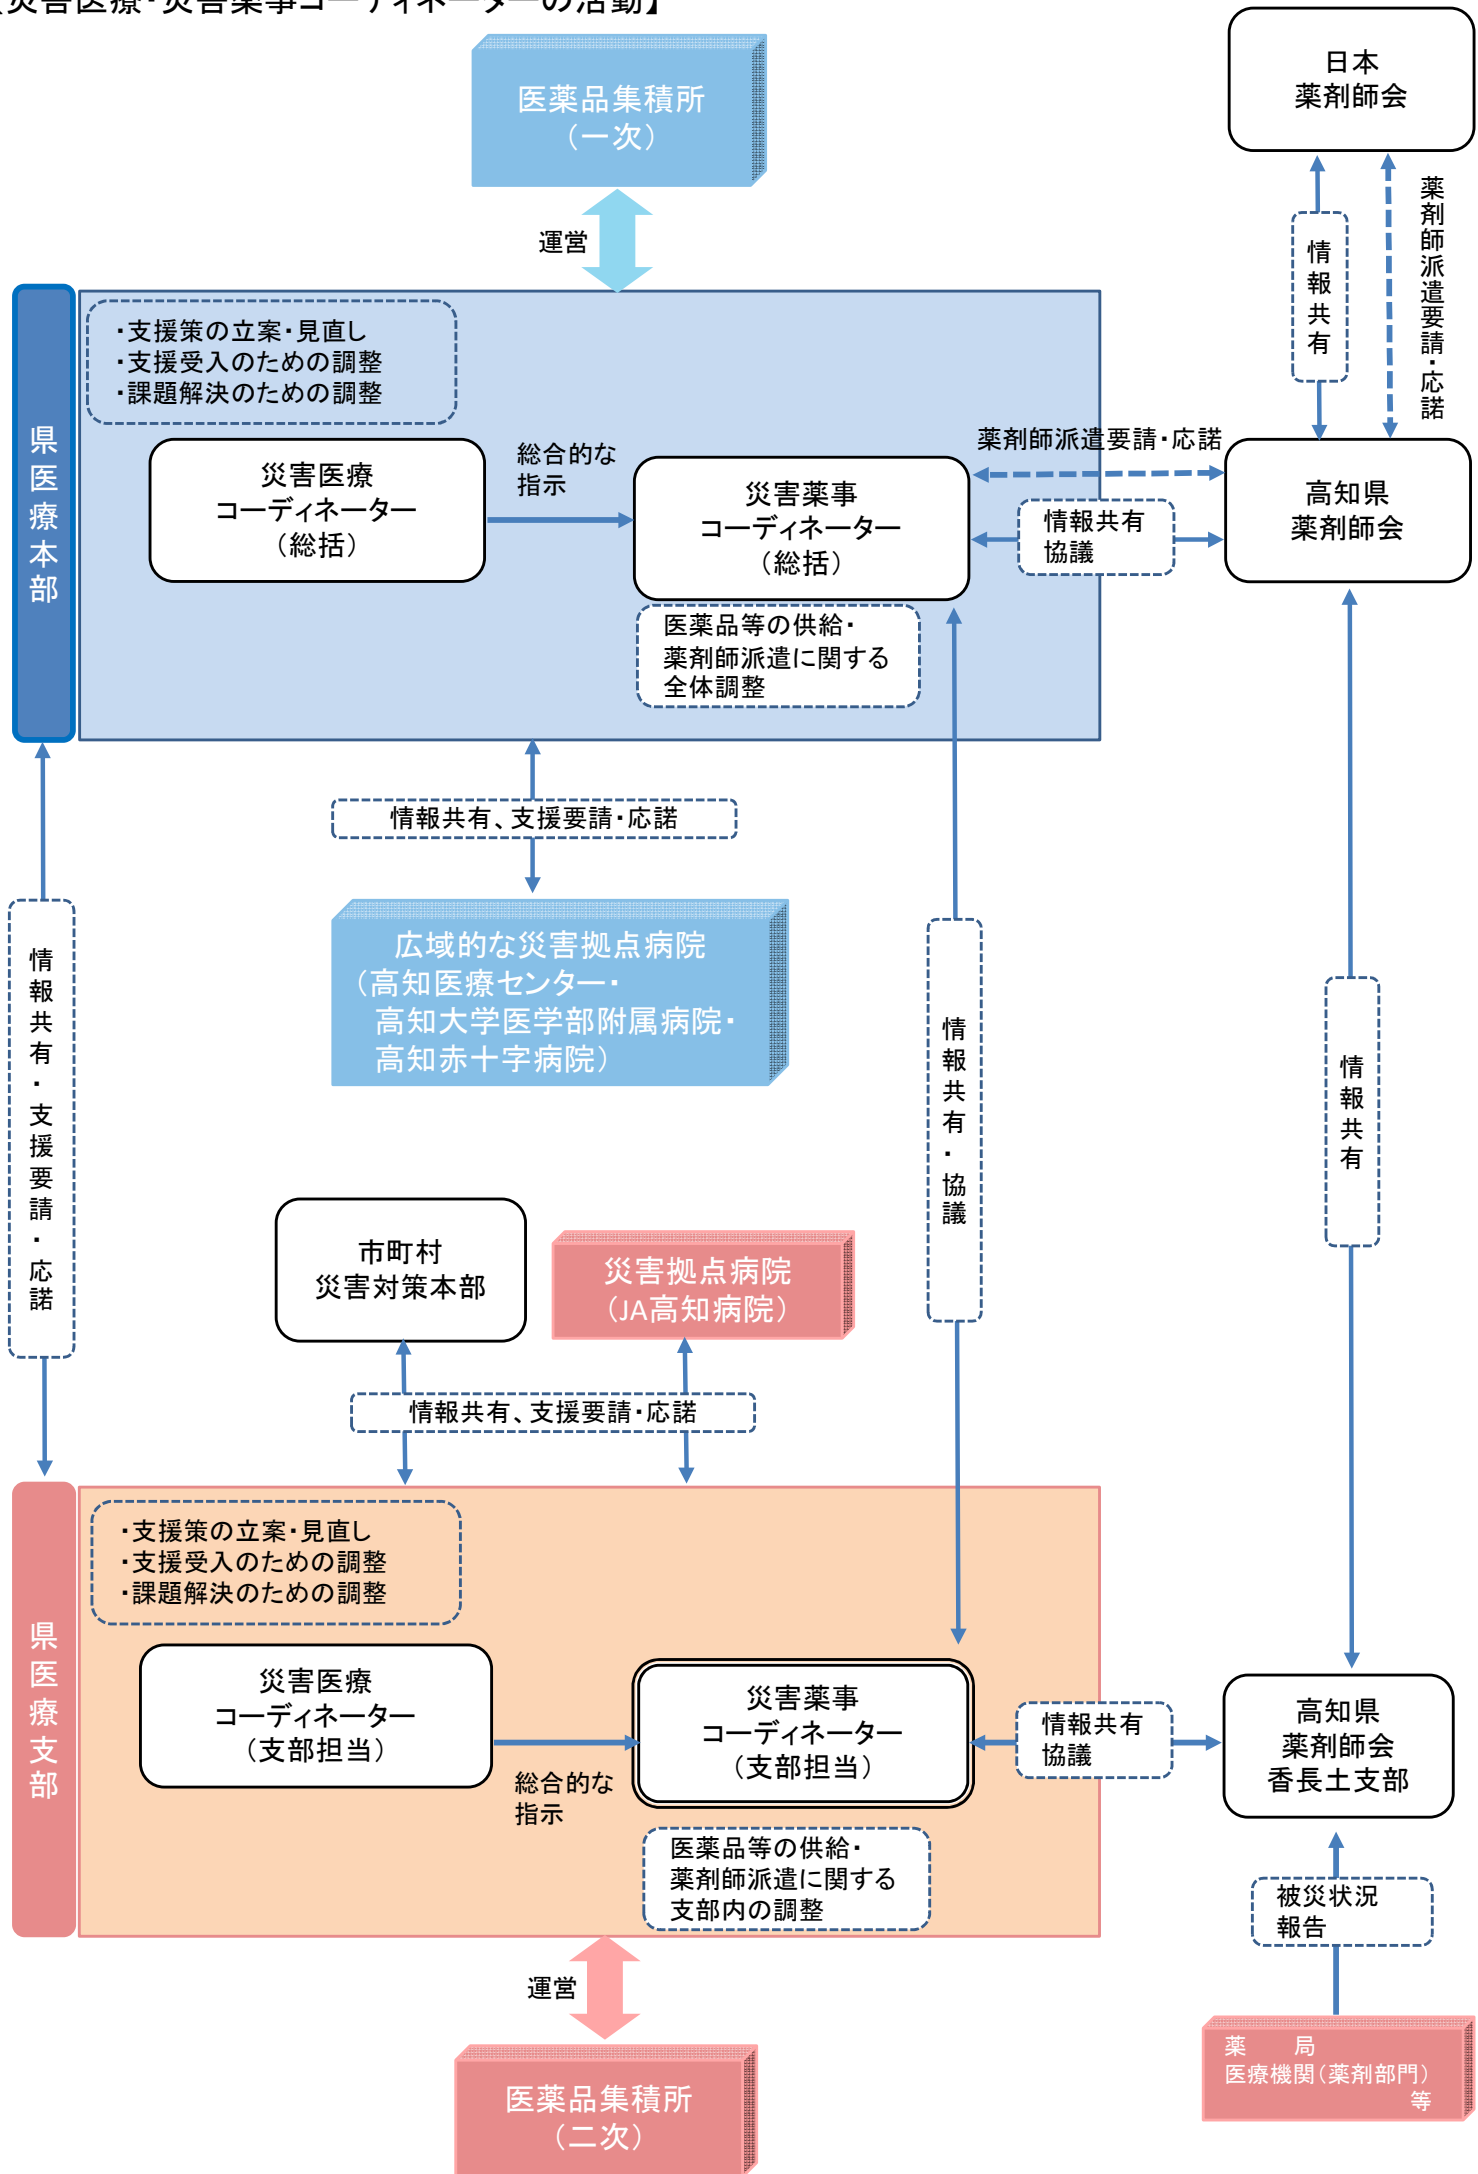 【災害医療・災害薬事コーディネーターの活動】
医薬品集積所
（一次）
運営
日本
薬剤師会
情報共有
薬剤師派遣要請・応諾
県医療本部
・支援策の立案・見直し
・支援受入のための調整
・課題解決のための調整
災害医療
コーディネーター
（総括）
総合的な
指示
災害薬事
コーディネーター
（総括）
医薬品等の供給・
薬剤師派遣に関する
全体調整
薬剤師派遣要請・応諾
情報共有
協議
高知県
薬剤師会
情報共有、支援要請・応諾
広域的な災害拠点病院
（高知医療センター・
高知大学医学部附属病院・
高知赤十字病院）
情報共有・支援要請・応諾
情報共有・協議
情報共有
市町村
災害対策本部
災害拠点病院
（JA高知病院）
情報共有、支援要請・応諾
県医療支部
・支援策の立案・見直し
・支援受入のための調整
・課題解決のための調整
災害医療
コーディネーター
（支部担当）
総合的な
指示
災害薬事
コーディネーター
（支部担当）
医薬品等の供給・
薬剤師派遣に関する
支部内の調整
情報共有
協議
高知県
薬剤師会
香長土支部
被災状況
報告
薬　　局
医療機関（薬剤部門）
等
運営
医薬品集積所
（二次）